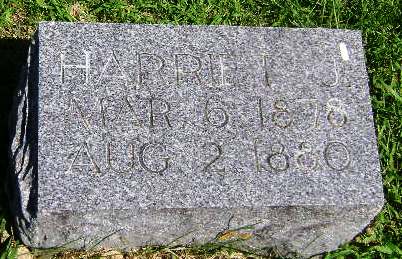 HARRIET J.
MAR. 6 1878
AUG. 2 1880